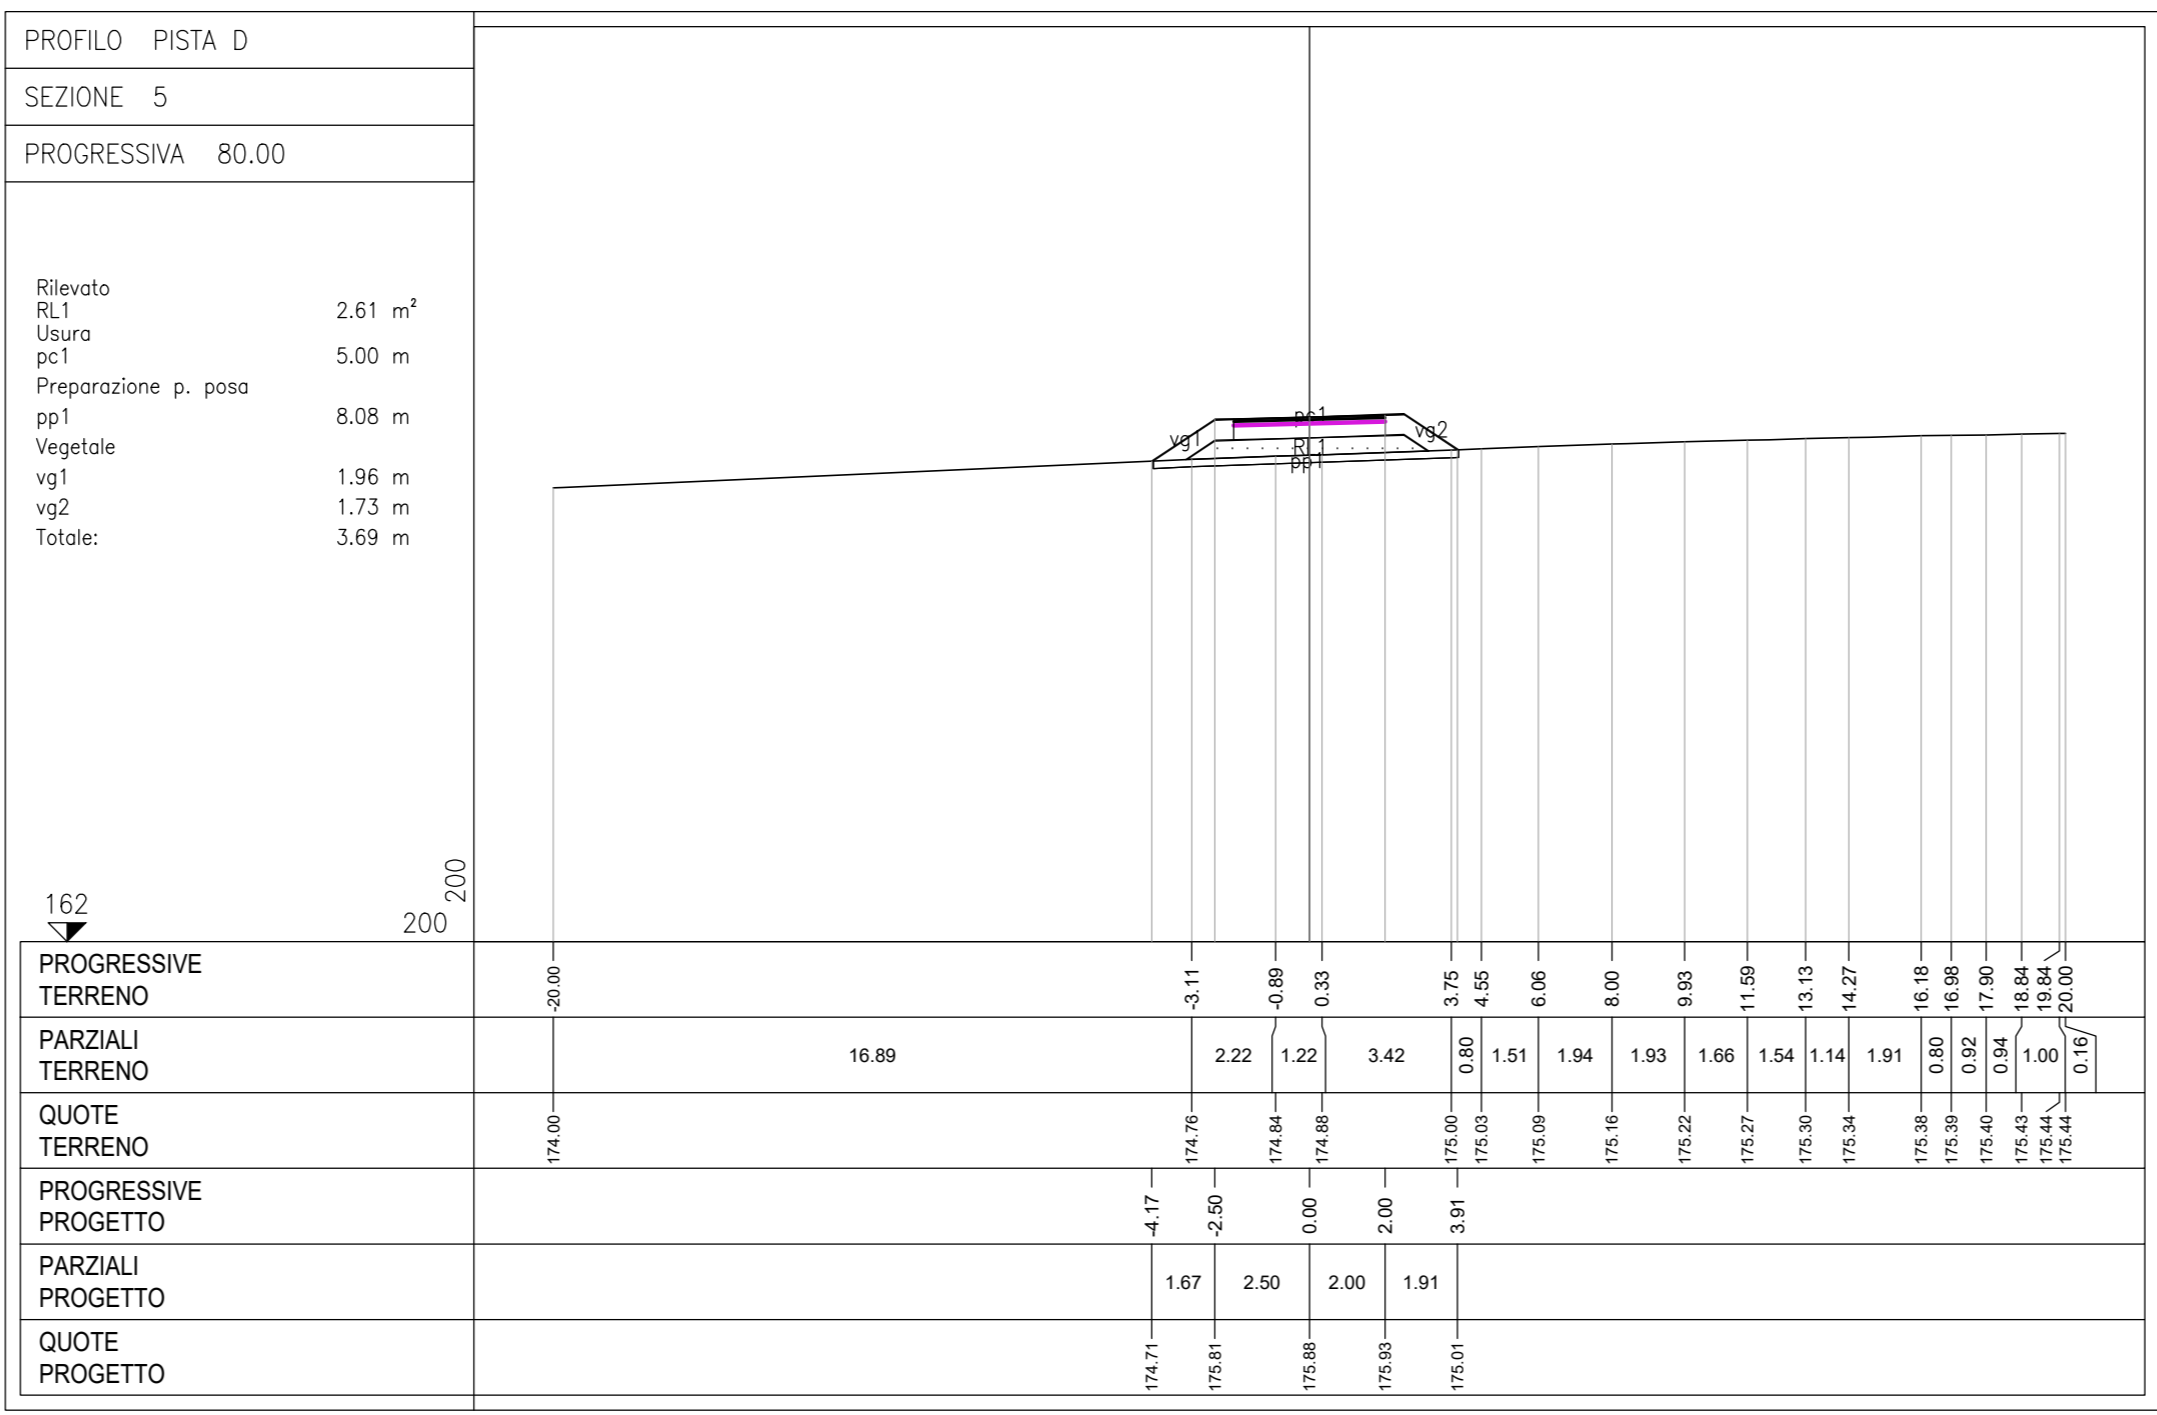 PROFILO PISTA D
SEZIONE 5
PROGRESSIVA 80.00
Rilevato
RL1 2.61 m²
Usura
pc1 5.00 m
Preparazione p. posa
pp1 8.08 m
Vegetale
vg1 1.96 m
vg2 1.73 m
Totale: 3.69 m
pc1
vg1
vg2
RL1
pp1
200
162
200
PROGRESSIVE
TERRENO
-20.00 -3.11 -0.89 0.33 3.75 4.55 6.06 8.00 9.93 11.59 13.13 14.27 16.18 16.98 17.90 18.84 19.84 20.00
PARZIALI
TERRENO
16.89 2.22 1.22 3.42 0.80 1.51 1.94 1.93 1.66 1.54 1.14 1.91 0.80 0.92 0.94 1.00 0.16
QUOTE
TERRENO
174.00 174.76 174.84 174.88 175.00 175.03 175.09 175.16 175.22 175.27 175.30 175.34 175.38 175.39 175.40 175.43 175.44 175.44
PROGRESSIVE
PROGETTO
-4.17 -2.50 0.00 2.00 3.91
PARZIALI
PROGETTO
1.67 2.50 2.00 1.91
QUOTE
PROGETTO
174.71 175.81 175.88 175.93 175.01